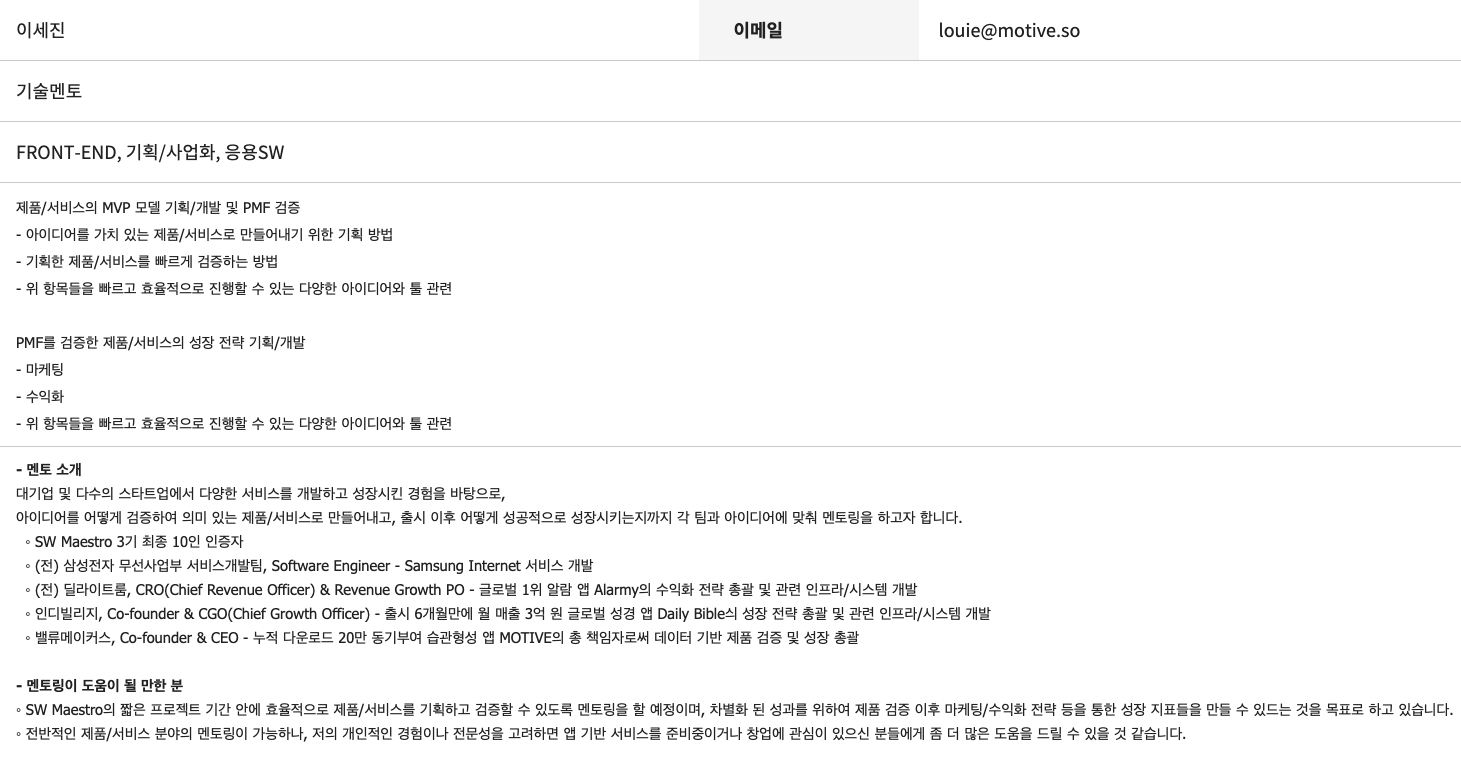 이세진 이메일 louie@motive.so
기술멘토
FRONT-END, 기획/사업화, 응용SW
제품/서비스의 MVP 모델 기획/개발 및 PMF 검증
- 아이디어를 가치 있는 제품/서비스로 만들어내기 위한 기획 방법
- 기획한 제품/서비스를 빠르게 검증하는 방법
- 위 항목들을 빠르고 효율적으로 진행할 수 있는 다양한 아이디어와 툴 관련
PMF를 검증한 제품/서비스의 성장 전략 기획/개발
- 마케팅
- 수익화
- 위 항목들을 빠르고 효율적으로 진행할 수 있는 다양한 아이디어와 툴 관련
- 멘토 소개
대기업 및 다수의 스타트업에서 다양한 서비스를 개발하고 성장시킨 경험을 바탕으로,
아이디어를 어떻게 검증하여 의미 있는 제품/서비스로 만들어내고, 출시 이후 어떻게 성공적으로 성장시키는지까지 각 팀과 아이디어에 맞춰 멘토링을 하고자 합니다.
◦ SW Maestro 3기 최종 10인 인증자
◦ (전) 삼성전자 무선사업부 서비스개발팀, Software Engineer - Samsung Internet 서비스 개발
◦ (전) 딜라이트룸, CRO(Chief Revenue Officer) & Revenue Growth PO - 글로벌 1위 알람 앱 Alarmy의 수익화 전략 총괄 및 관련 인프라/시스템 개발
◦ 인디빌리지, Co-founder & CGO(Chief Growth Officer) - 출시 6개월만에 월 매출 3억 원 글로벌 성경 앱 Daily Bible싀 성장 전략 총괄 및 관련 인프라/시스템 개발
◦ 밸류메이커스, Co-founder & CEO - 누적 다운로드 20만 동기부여 습관형성 앱 MOTIVE의 총 책임자로써 데이터 기반 제품 검증 및 성장 총괄
- 멘토링이 도움이 될 만한 분
◦ SW Maestro의 짧은 프로젝트 기간 안에 효율적으로 제품/서비스를 기획하고 검증할 수 있도록 멘토링을 할 예정이며, 차별화 된 성과를 위하여 제품 검증 이후 마케팅/수익화 전략 등을 통한 성장 지표들을 만들 수 있드는 것을 목표로 하고 있습니다.
◦ 전반적인 제품/서비스 분야의 멘토링이 가능하나, 저의 개인적인 경험이나 전문성을 고려하면 앱 기반 서비스를 준비중이거나 창업에 관심이 있으신 분들에게 좀 더 많은 도움을 드릴 수 있을 것 같습니다.